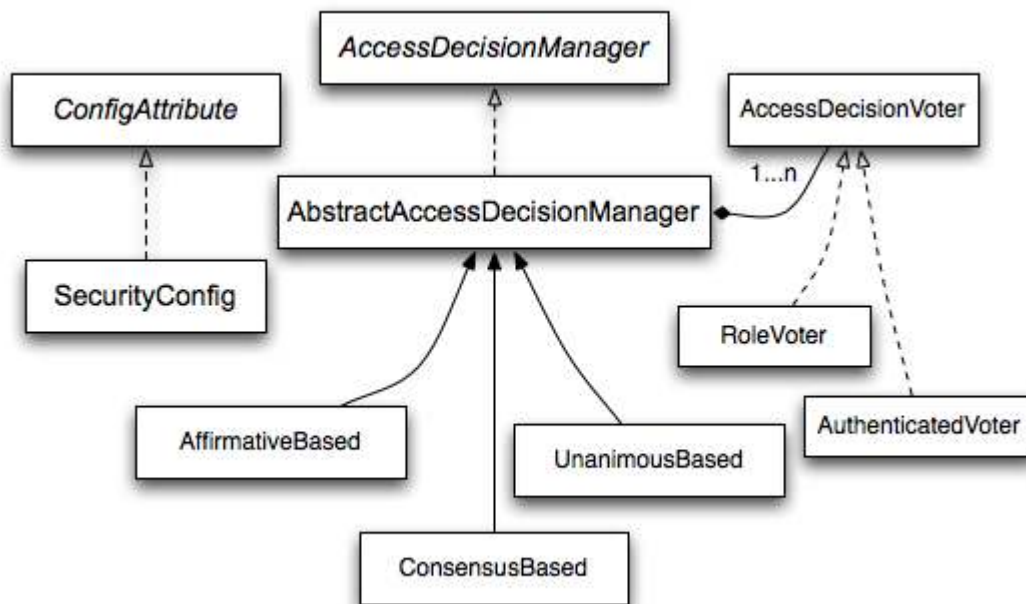 AccessDecisionManager
ConfigAttribute
AccessDecisionVoter
1...n
AbstractAccessDecisionManager
SecurityConfig
RoleVoter
AffirmativeBased
UnanimousBased
AuthenticatedVoter
ConsensusBased